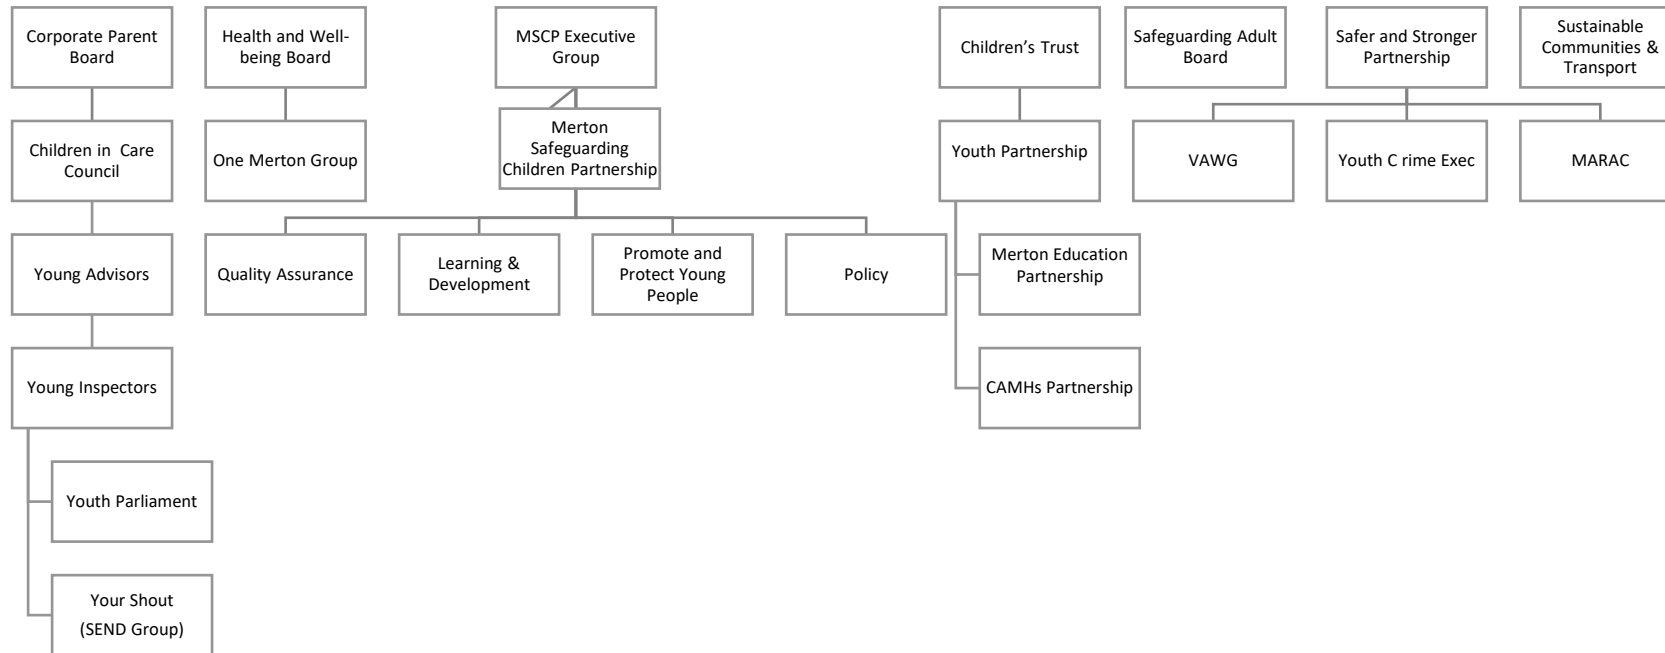 Corporate Parent
Board
Health and Well-
being Board
MSCP Executive
Group
Children’s Trust
Safeguarding Adult
Board
Safer and Stronger
Partnership
Sustainable
Communities &
Transport
Children in Care
Council
One Merton Group
Merton
Safeguarding
Children Partnership
Youth Partnership
VAWG
Youth C rime Exec
MARAC
Young Advisors
Quality Assurance
Learning &
Development
Promote and
Protect Young
People
Policy
Merton Education
Partnership
Young Inspectors
CAMHs Partnership
Youth Parliament
Your Shout
(SEND Group)